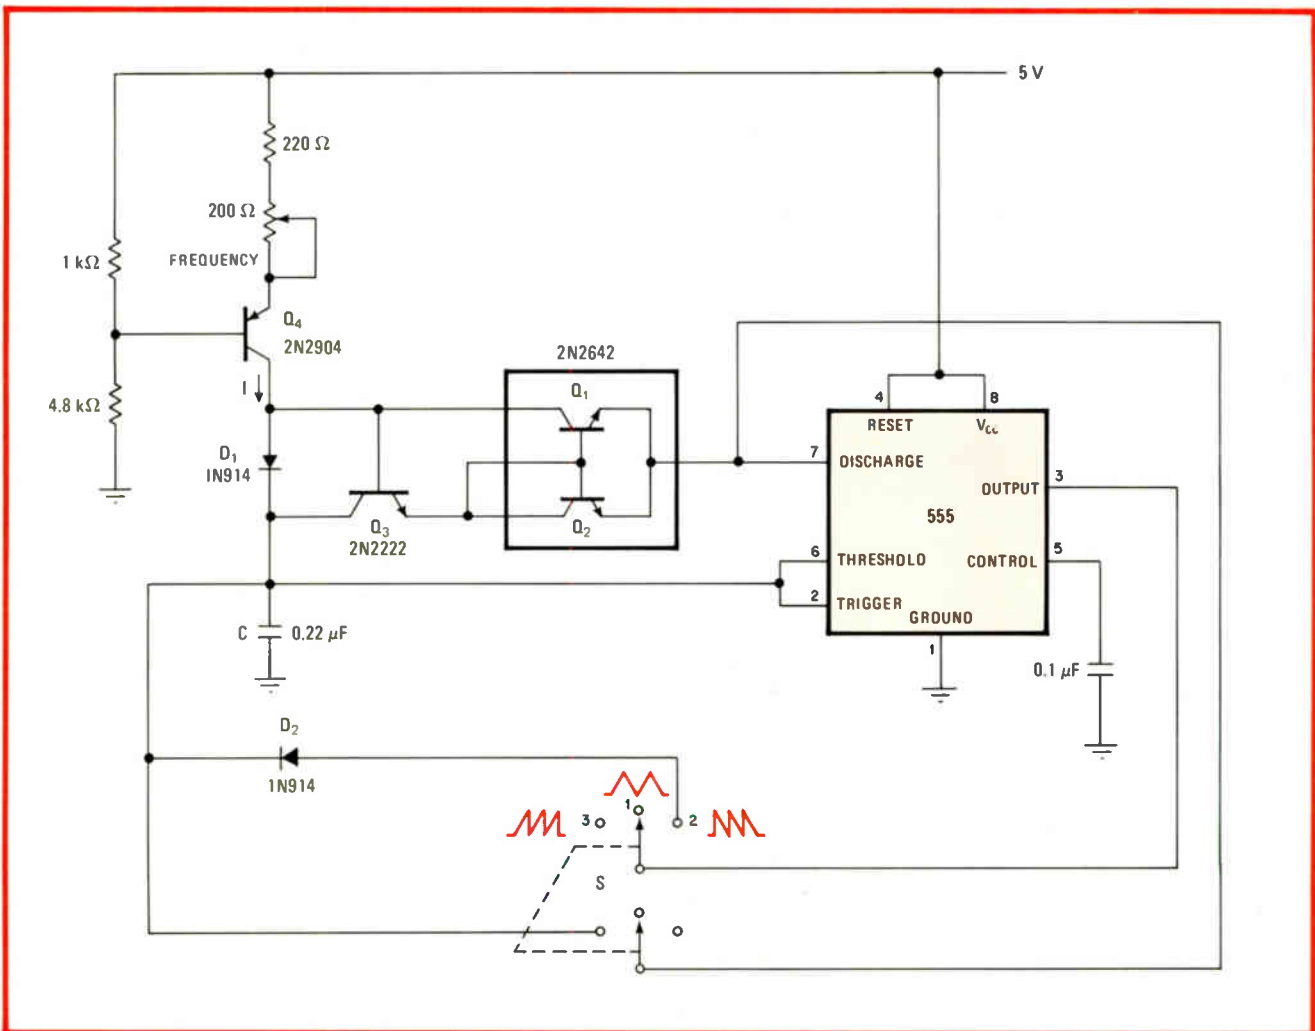 5 V
220 Ω
200 Ω
FREQUENCY
1 kΩ
Q4
2N2904
4.8 kΩ
I
D1
1N914
Q3
2N2222
2N2642
Q1
Q2
4
8
RESET
VCC
7
DISCHARGE
3
OUTPUT
555
6
THRESHOLD
5
CONTROL
2
TRIGGER
GROUND
1
C
0.22 μF
0.1 μF
D2
1N914
1
3
2
S